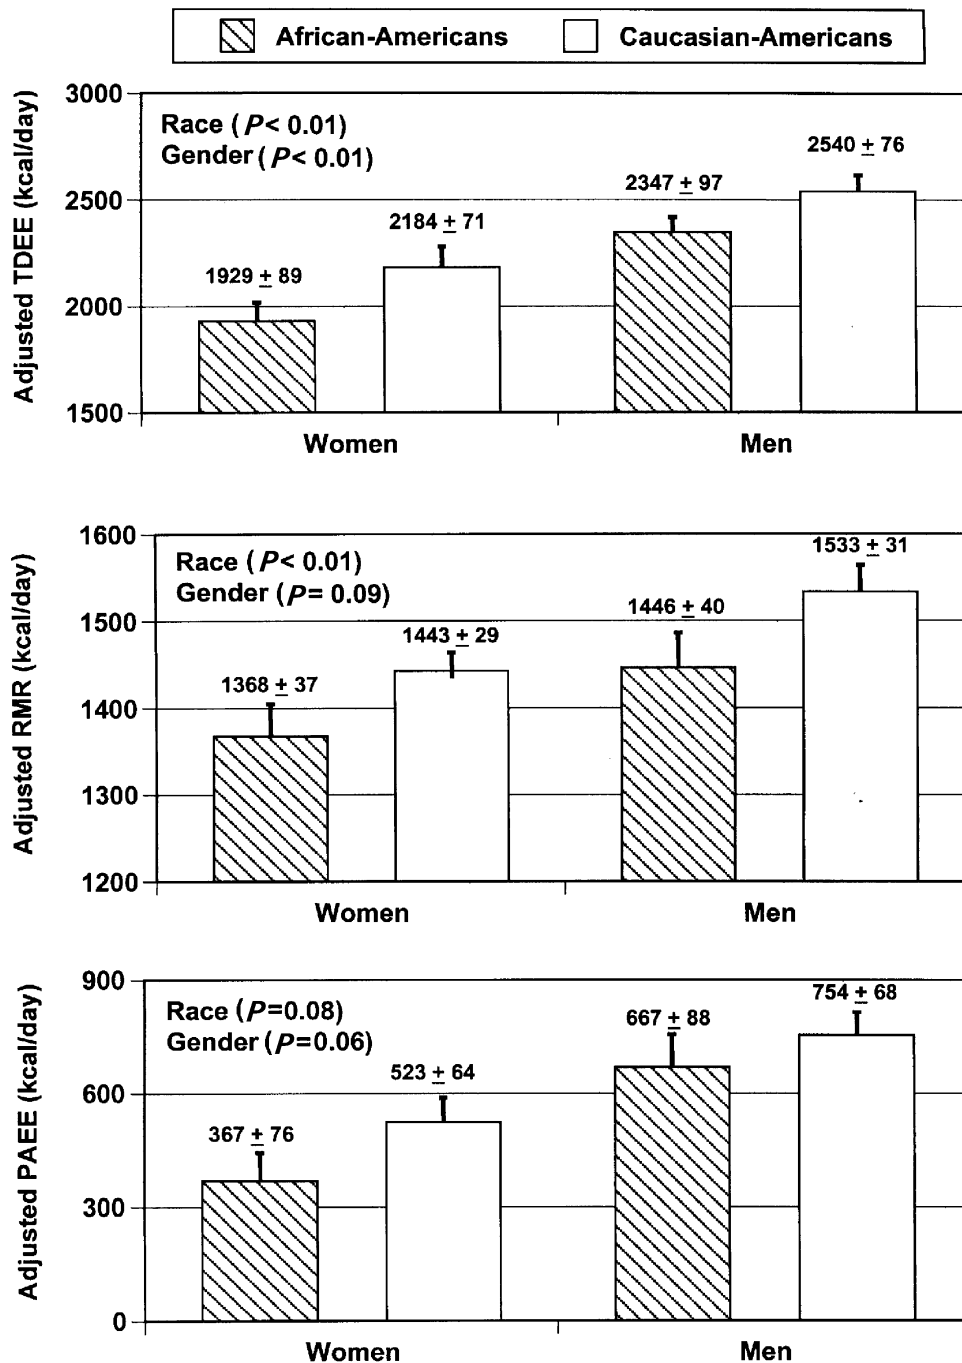 African-Americans Caucasian-Americans
Adjusted TDEE (kcal/day)
3000
2500
2000
1500
Race (P< 0.01)
Gender (P< 0.01)
1929 ± 89
2184 ± 71
2347 ± 97
2540 ± 76
Women Men
Adjusted RMR (kcal/day)
1600
1500
1400
1300
1200
Race (P< 0.01)
Gender (P= 0.09)
1368 ± 37
1443 ± 29
1446 ± 40
1533 ± 31
Women Men
Adjusted PAEE (kcal/day)
900
600
300
0
Race (P=0.08)
Gender (P=0.06)
367 ± 76
523 ± 64
667 ± 88
754 ± 68
Women Men